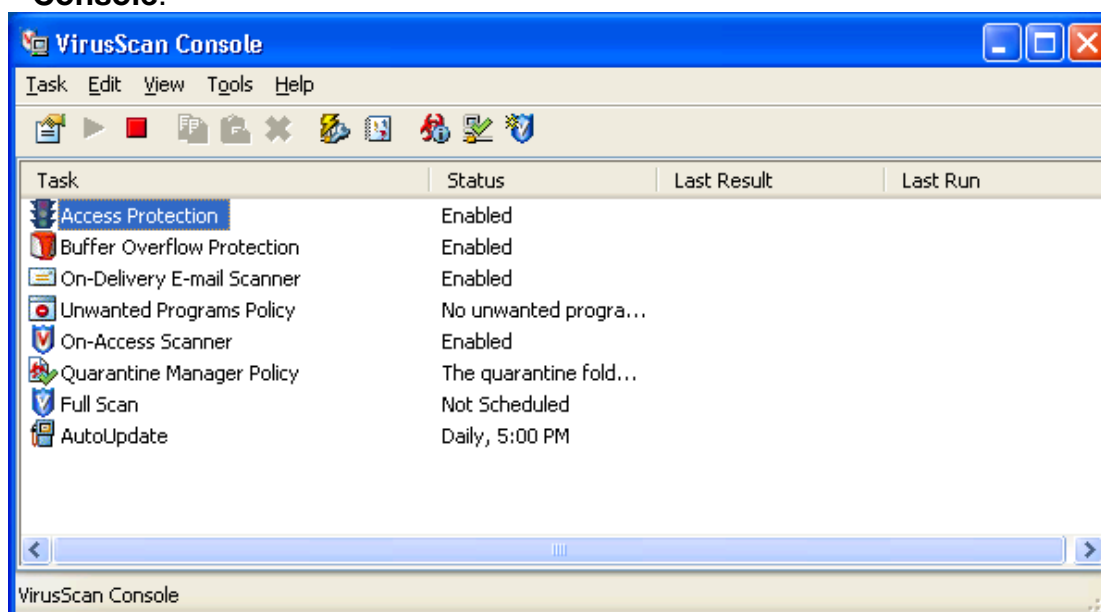 Console.
VirusScan Console
Task Edit View Tools Help
Task Status Last Result Last Run
Access Protection Enabled
Buffer Overflow Protection Enabled
On-Delivery E-mail Scanner Enabled
Unwanted Programs Policy No unwanted progra...
On-Access Scanner Enabled
Quarantine Manager Policy The quarantine fold...
Full Scan Not Scheduled
AutoUpdate Daily, 5:00 PM
VirusScan Console